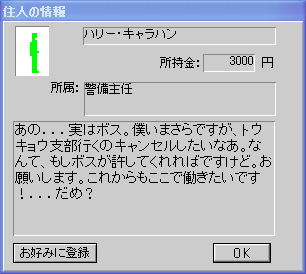 住人の情報
ハリー・キャラハン
所持金: 3000 円
所属: 警備主任
あの...実はボス。僕いまさらですが、トウ
キョウ支部行くのキャンセルしたいなあ。な
んて、もしボスが許してくれればですけど。お
願いします。これからもここで働きたいです
!...だめ?
お好みに登録
OK